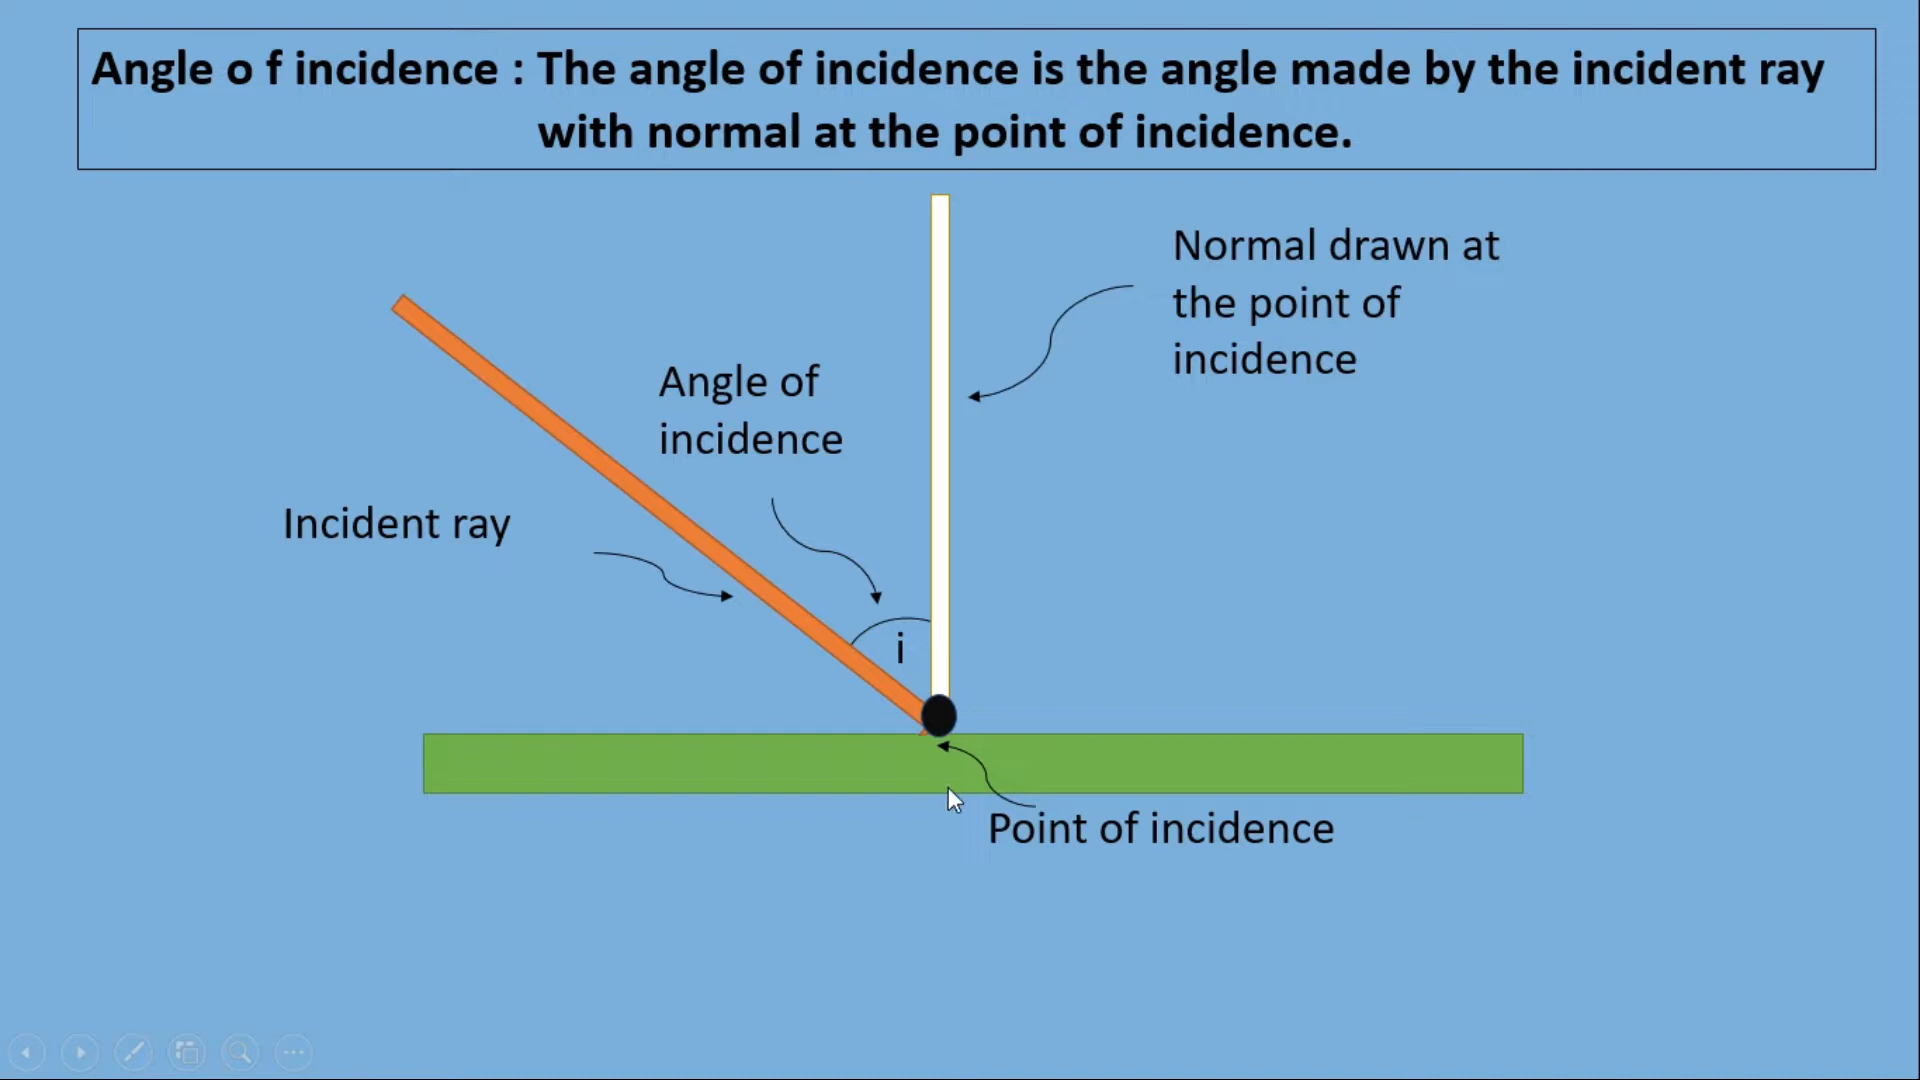 Angle o f incidence : The angle of incidence is the angle made by the incident ray
with normal at the point of incidence.
Normal drawn at
the point of
incidence
Angle of
incidence
Incident ray
i
Point of incidence